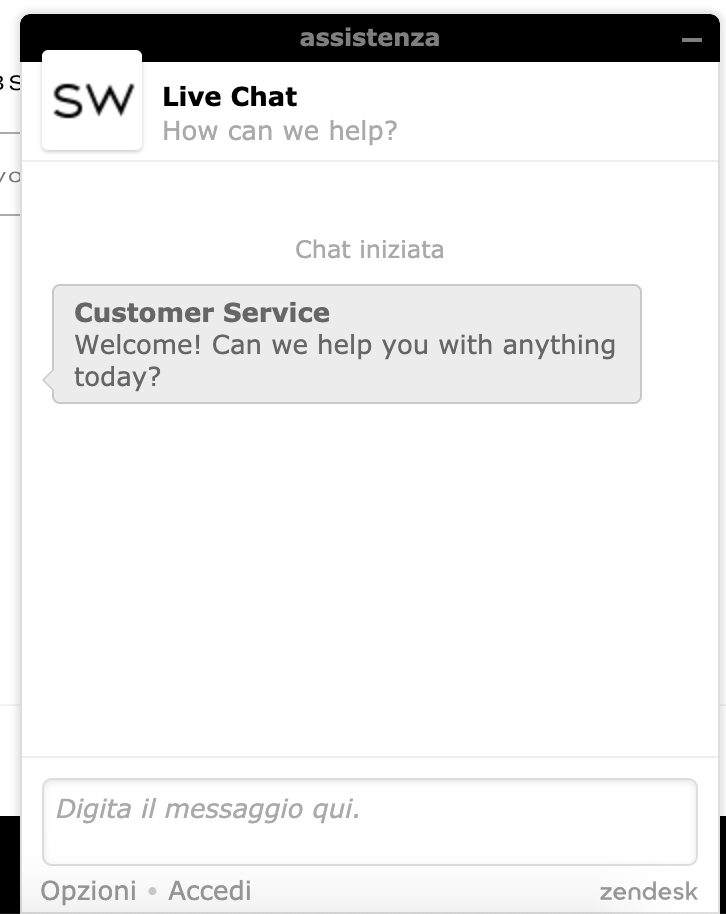 assistenza
SW
Live Chat
How can we help?
Chat iniziata
Customer Service
Welcome! Can we help you with anything
today?
Digita il messaggio qui.
Opzioni • Accedi
zendesk